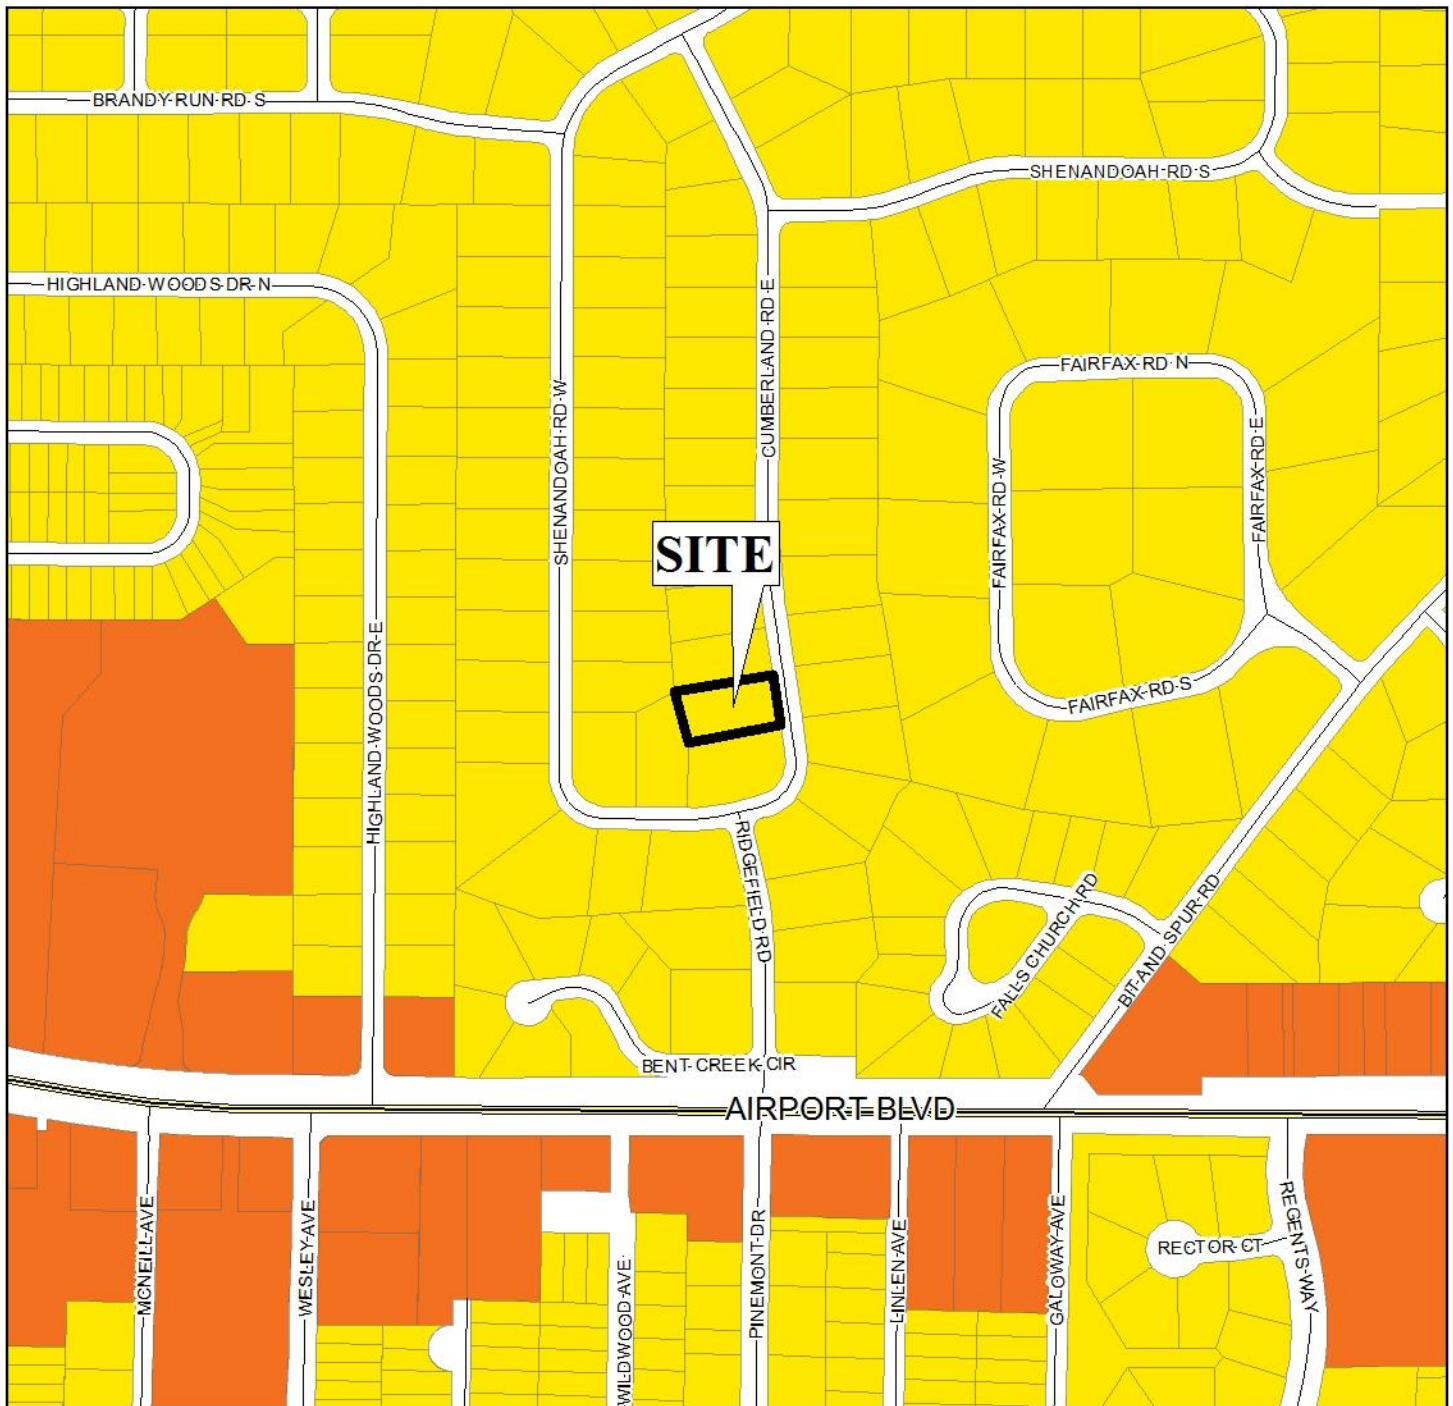 BRANDY RUN RD S
SHENANDOAH RD S
HIGHLAND WOODS DR N
CUMBERLAND RD E
FAIRFAX RD N
SHENANDOAH RD W
FAIRFAX RD W
FAIRFAX RD E
SITE
HIGHLAND WOODS DR E
FAIRFAX RD S
RIDGEFIELD RD
FALLS CHURCH RD
BIT AND SPUR RD
BENT CREEK CIR
AIRPORT BLVD
MCNEILL AVE
WESLEY AVE
WILDWOOD AVE
PINEMONT DR
LINLEN AVE
GALOWAY AVE
RECTOR CT
REGENTS WAY